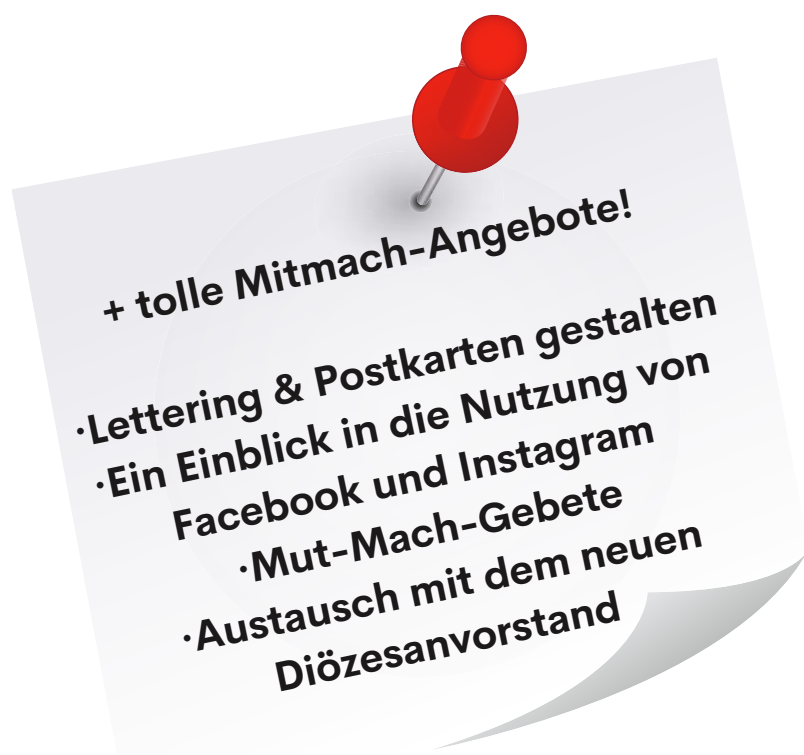 + tolle Mitmach-Angebote!
·Lettering & Postkarten gestalten
·Ein Einblick in die Nutzung von
Facebook und Instagram
·Mut-Mach-Gebete
·Austausch mit dem neuen
Diözesanvorstand